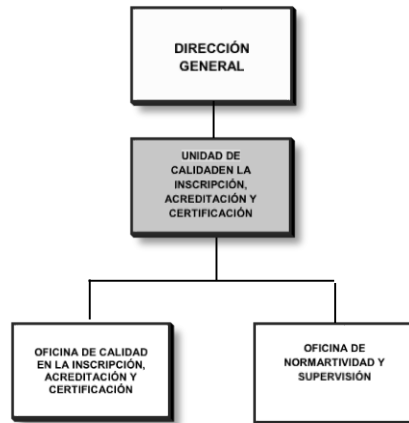 DIRECCIÓN
GENERAL
UNIDAD DE
CALIDADEN LA
INSCRIPCIÓN,
ACREDITACIÓN Y
CERTIFICACIÓN
OFICINA DE CALIDAD
EN LA INSCRIPCIÓN,
ACREDITACIÓN Y
CERTIFICACIÓN
OFICINA DE
NORMARTIVIDAD Y
SUPERVISIÓN